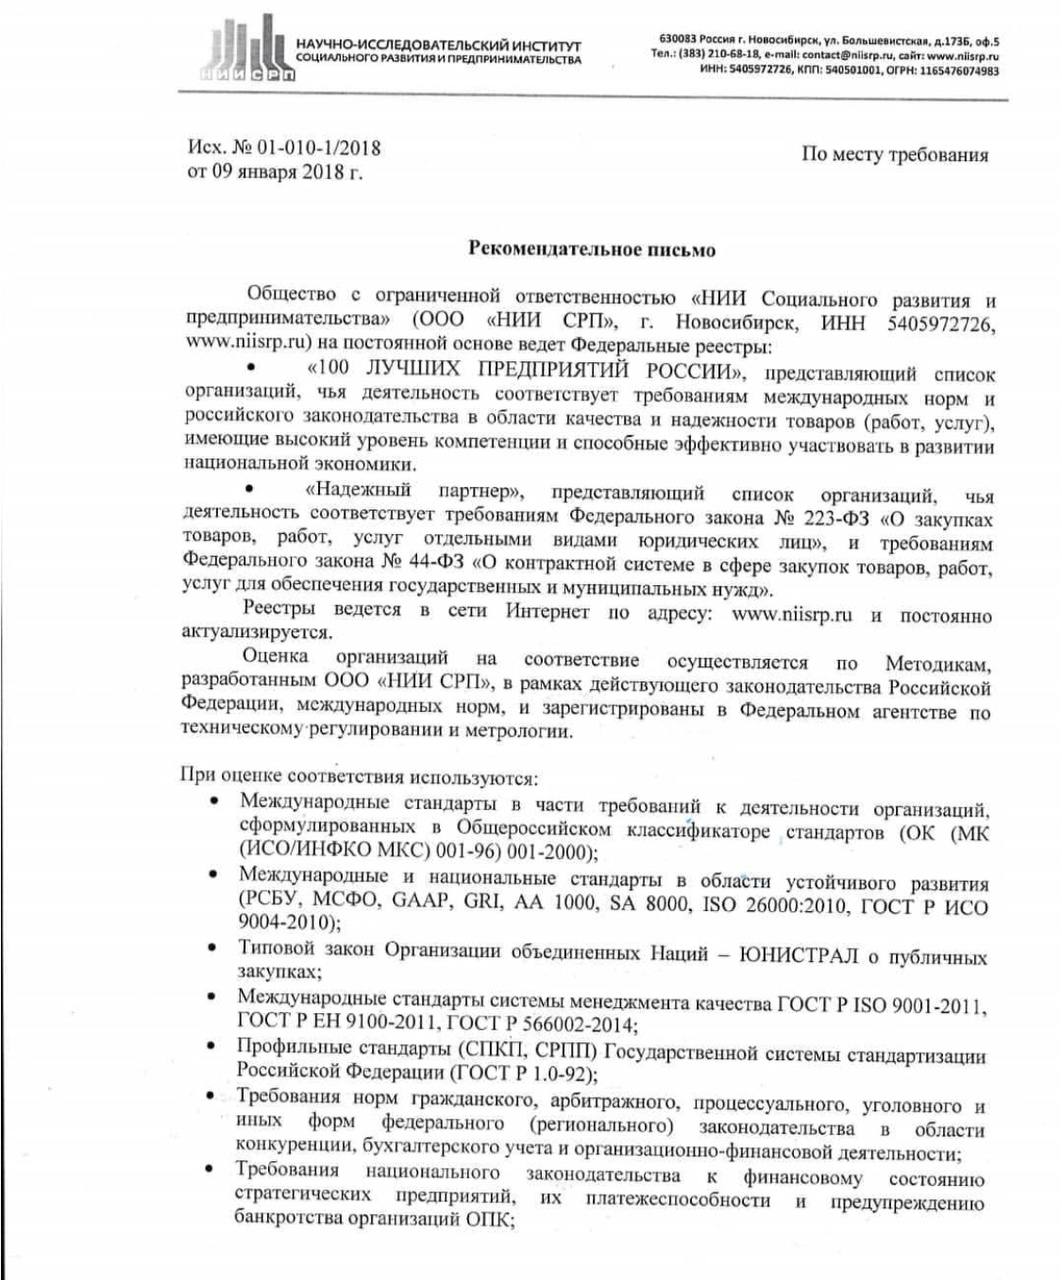 НИИСРП
НАУЧНО-ИССЛЕДОВАТЕЛЬСКИЙ ИНСТИТУТ
СОЦИАЛЬНОГО РАЗВИТИЯ И ПРЕДПРИНИМАТЕЛЬСТВА
630083 Россия г. Новосибирск, ул. Большевистская, д.173Б, оф.5
Тел.: (383) 210-68-18, e-mail: contact@niisrp.ru, сайт: www.niisrp.ru
ИНН: 5405972726, КПП: 540501001, ОГРН: 1165476074983
Исх. № 01-010-1/2018
от 09 января 2018 г.
По месту требования
Рекомендательное письмо
Общество с ограниченной ответственностью «НИИ Социального развития и
предпринимательства» (ООО «НИИ СРП», г. Новосибирск, ИНН 5405972726,
www.niisrp.ru) на постоянной основе ведет Федеральные реестры:
• «100 ЛУЧШИХ ПРЕДПРИЯТИЙ РОССИИ», представляющий список
организаций, чья деятельность соответствует требованиям международных норм и
российского законодательства в области качества и надежности товаров (работ, услуг),
имеющие высокий уровень компетенции и способные эффективно участвовать в развитии
национальной экономики.
• «Надежный партнер», представляющий список организаций, чья
деятельность соответствует требованиям Федерального закона № 223-ФЗ «О закупках
товаров, работ, услуг отдельными видами юридических лиц», и требованиям
Федерального закона № 44-ФЗ «О контрактной системе в сфере закупок товаров, работ,
услуг для обеспечения государственных и муниципальных нужд».
Реестры ведется в сети Интернет по адресу: www.niisrp.ru и постоянно
актуализируется.
Оценка организаций на соответствие осуществляется по Методикам,
разработанным ООО «НИИ СРП», в рамках действующего законодательства Российской
Федерации, международных норм, и зарегистрированы в Федеральном агентстве по
техническому регулировании и метрологии.
При оценке соответствия используются:
• Международные стандарты в части требований к деятельности организаций,
сформулированных в Общероссийском классификаторе стандартов (ОК (МК
(ИСО/ИНФКО МКС) 001-96) 001-2000);
• Международные и национальные стандарты в области устойчивого развития
(РСБУ, МСФО, GAAP, GRI, AA 1000, SA 8000, ISO 26000:2010, ГОСТ Р ИСО
9004-2010);
• Типовой закон Организации объединенных Наций – ЮНИСТРАЛ о публичных
закупках;
• Международные стандарты системы менеджмента качества ГОСТ Р ISO 9001-2011,
ГОСТ Р ЕН 9100-2011, ГОСТ Р 566002-2014;
• Профильные стандарты (СПКП, СРПП) Государственной системы стандартизации
Российской Федерации (ГОСТ Р 1.0-92);
• Требования норм гражданского, арбитражного, процессуального, уголовного и
иных форм федерального (регионального) законодательства в области
конкуренции, бухгалтерского учета и организационно-финансовой деятельности;
• Требования национального законодательства к финансовому состоянию
стратегических предприятий, их платежеспособности и предупреждению
банкротства организаций ОПК;